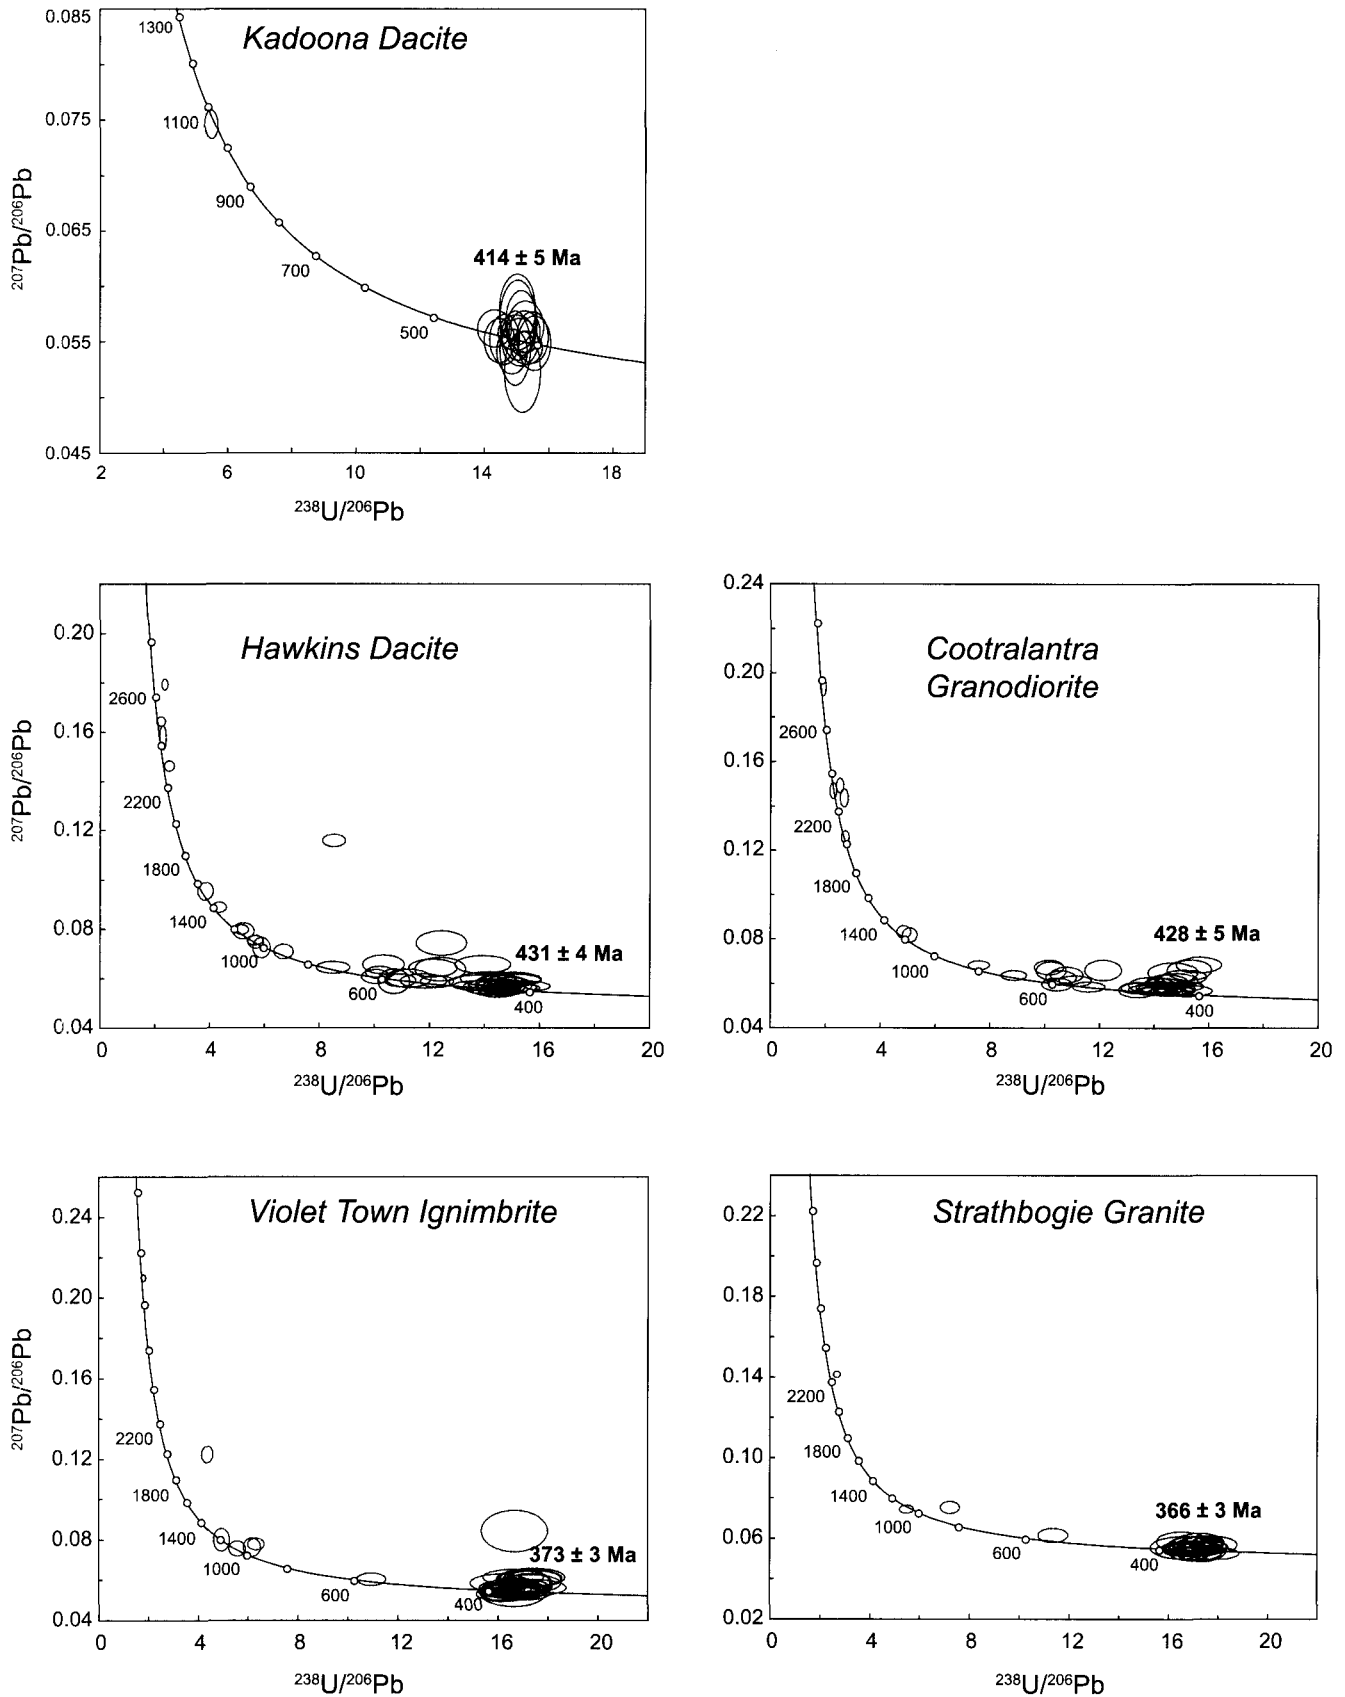 Kadoona Dacite
0.085
0.075
0.065
0.055
0.045
207Pb/206Pb
1300
1100
900
700
500
414 ± 5 Ma
2 6 10 14 18
238U/206Pb
Hawkins Dacite
0.20
0.16
0.12
0.08
0.04
207Pb/206Pb
2600
2200
1800
1400
1000
600
400
431 ± 4 Ma
0 4 8 12 16 20
238U/206Pb
Cootralantra
Granodiorite
0.24
0.20
0.16
0.12
0.08
0.04
2600
2200
1800
1400
1000
600
400
428 ± 5 Ma
0 4 8 12 16 20
238U/206Pb
Violet Town Ignimbrite
0.24
0.20
0.16
0.12
0.08
0.04
207Pb/206Pb
2200
1800
1400
1000
600
400
373 ± 3 Ma
0 4 8 12 16 20
238U/206Pb
Strathbogie Granite
0.22
0.18
0.14
0.10
0.06
0.02
2200
1800
1400
1000
600
400
366 ± 3 Ma
0 4 8 12 16 20
238U/206Pb